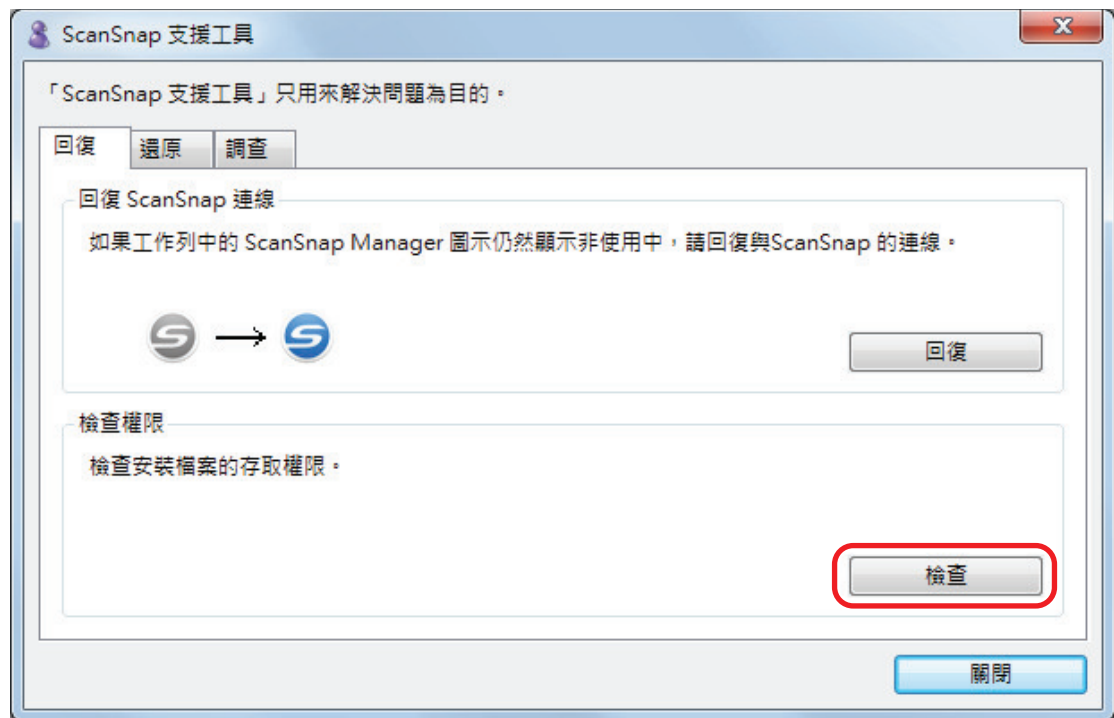 ScanSnap 支援工具
「ScanSnap 支援工具」只用來解決問題為目的。
回復 還原 調查
回復 ScanSnap 連線
如果工作列中的 ScanSnap Manager 圖示仍然顯示非使用中，請回復與ScanSnap 的連線。
回復
檢查權限
檢查安裝檔案的存取權限。
檢查
關閉